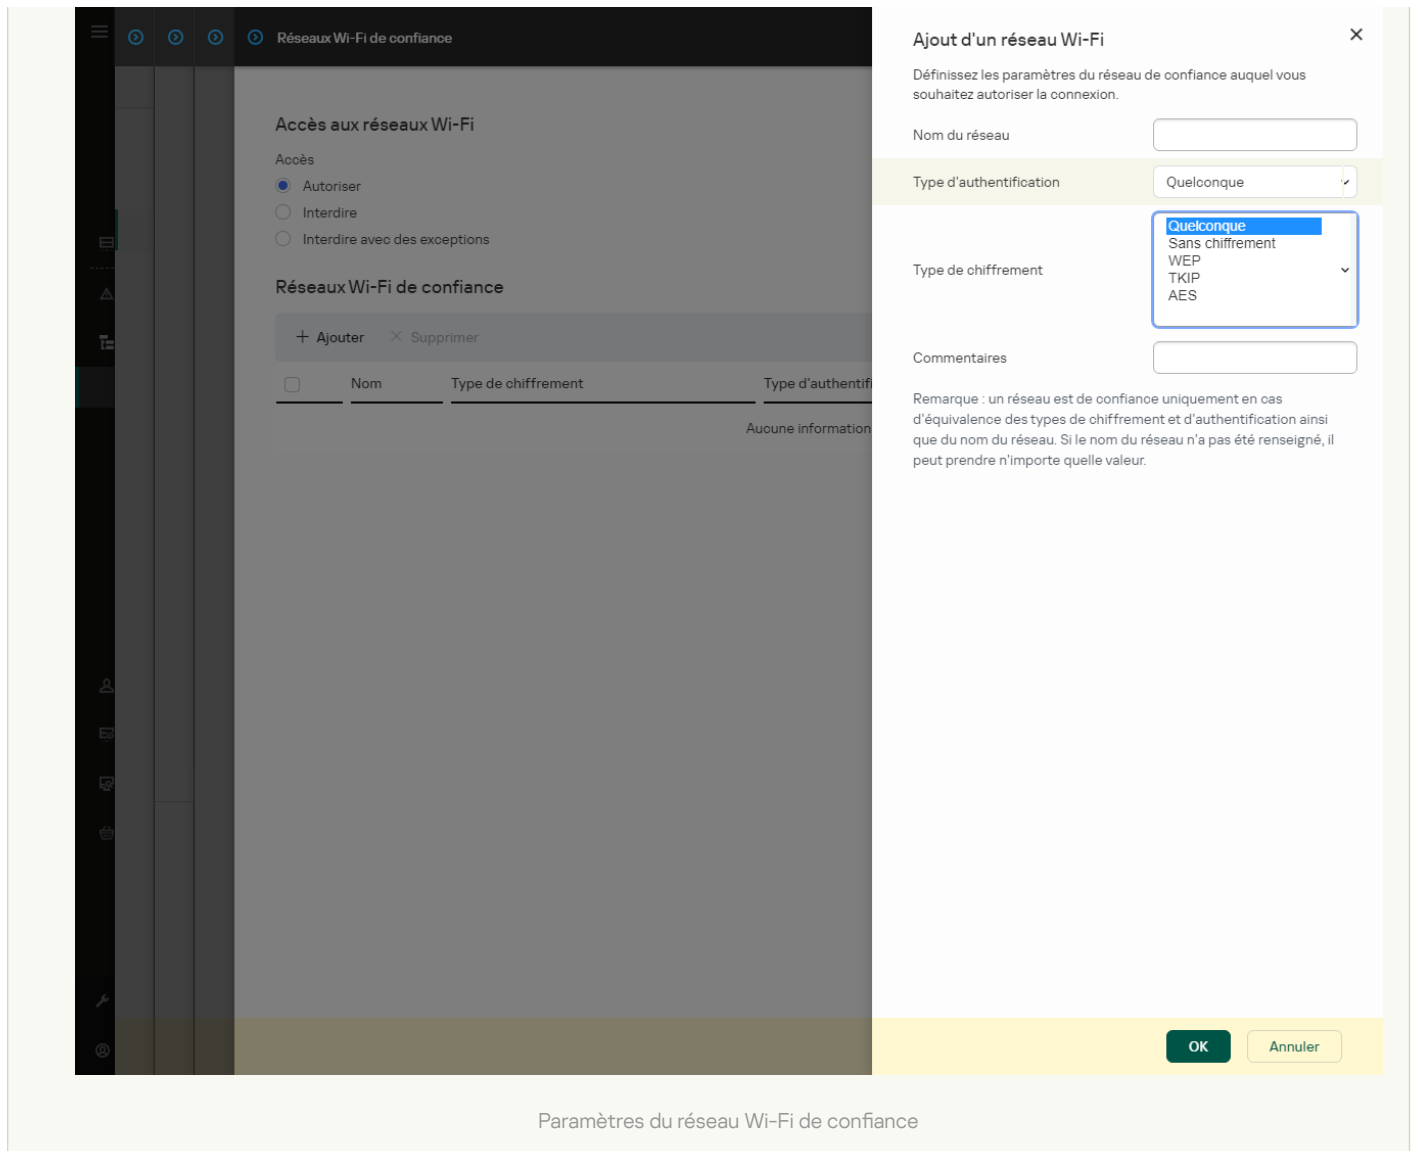 Réseaux Wi-Fi de confiance
Accès aux réseaux Wi-Fi
Accès
Autoriser
Interdire
Interdire avec des exceptions
Réseaux Wi-Fi de confiance
Ajouter Supprimer
Nom Type de chiffrement Type d'authentifi
Aucune information
Ajout d'un réseau Wi-Fi
Définissez les paramètres du réseau de confiance auquel vous
souhaitez autoriser la connexion.
Nom du réseau
Type d'authentification Quelconque
Type de chiffrement
Quelconque
Sans chiffrement
WEP
TKIP
AES
Commentaires
Remarque : un réseau est de confiance uniquement en cas
d'équivalence des types de chiffrement et d'authentification ainsi
que du nom du réseau. Si le nom du réseau n'a pas été renseigné, il
peut prendre n'importe quelle valeur.
OK Annuler
Paramètres du réseau Wi-Fi de confiance